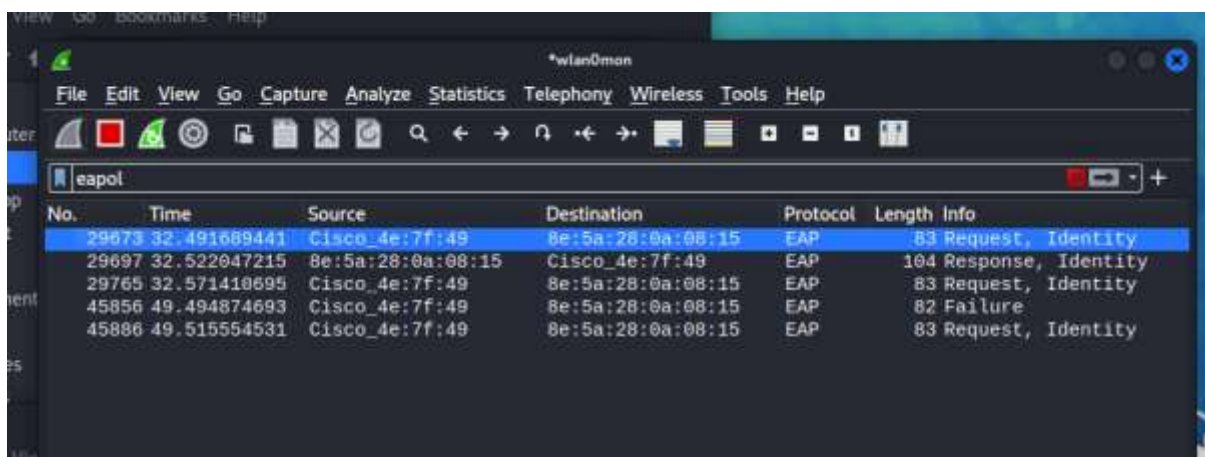 View Go Bookmarks Help
*wlan0mon
File Edit View Go Capture Analyze Statistics Telephony Wireless Tools Help
eapol
No. Time Source Destination Protocol Length Info
29673 32.491689441 Cisco_4e:7f:49 8e:5a:28:0a:08:15 EAP 83 Request, Identity
29697 32.522047215 8e:5a:28:0a:08:15 Cisco_4e:7f:49 EAP 104 Response, Identity
29765 32.571410695 Cisco_4e:7f:49 8e:5a:28:0a:08:15 EAP 83 Request, Identity
45856 49.494874693 Cisco_4e:7f:49 8e:5a:28:0a:08:15 EAP 82 Failure
45886 49.515554531 Cisco_4e:7f:49 8e:5a:28:0a:08:15 EAP 83 Request, Identity